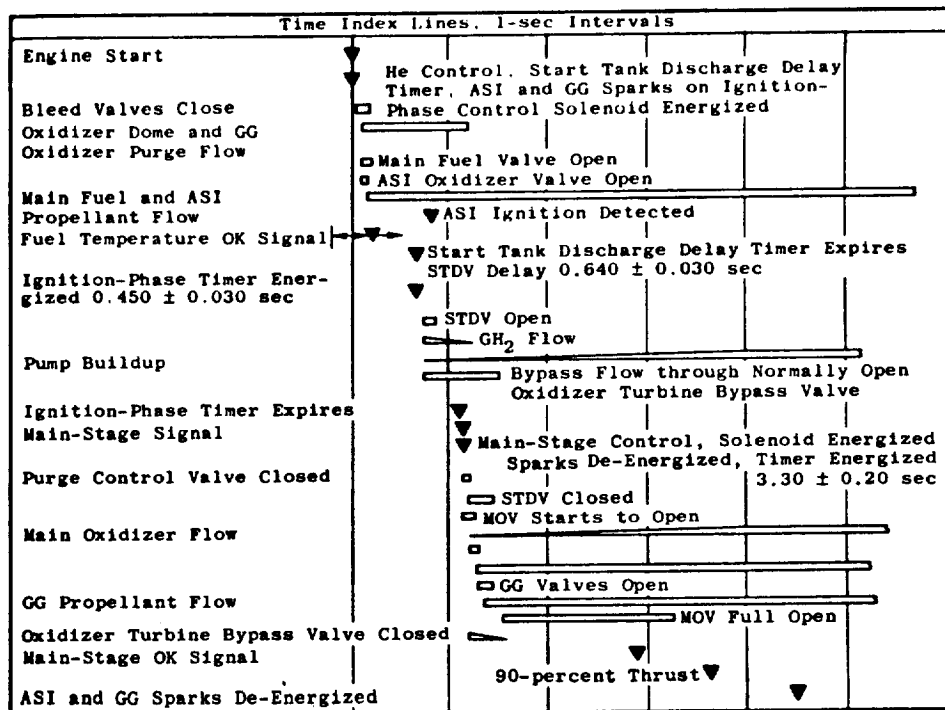 Time Index Lines, 1-sec Intervals
Engine Start
He Control, Start Tank Discharge Delay
Timer, ASI and GG Sparks on Ignition-
Bleed Valves Close
Phase Control Solenoid Energized
Oxidizer Dome and GG
Oxidizer Purge Flow
Main Fuel Valve Open
ASI Oxidizer Valve Open
Main Fuel and ASI
Propellant Flow
ASI Ignition Detected
Fuel Temperature OK Signal
Start Tank Discharge Delay Timer Expires
STDV Delay 0.640 ± 0.030 sec
Ignition-Phase Timer Ener-
gized 0.450 ± 0.030 sec
STDV Open
GH2 Flow
Pump Buildup
Bypass Flow through Normally Open
Oxidizer Turbine Bypass Valve
Ignition-Phase Timer Expires
Main-Stage Signal
Main-Stage Control, Solenoid Energized
Sparks De-Energized, Timer Energized
Purge Control Valve Closed
3.30 ± 0.20 sec
STDV Closed
MOV Starts to Open
Main Oxidizer Flow
GG Valves Open
GG Propellant Flow
MOV Full Open
Oxidizer Turbine Bypass Valve Closed
Main-Stage OK Signal
90-percent Thrust
ASI and GG Sparks De-Energized